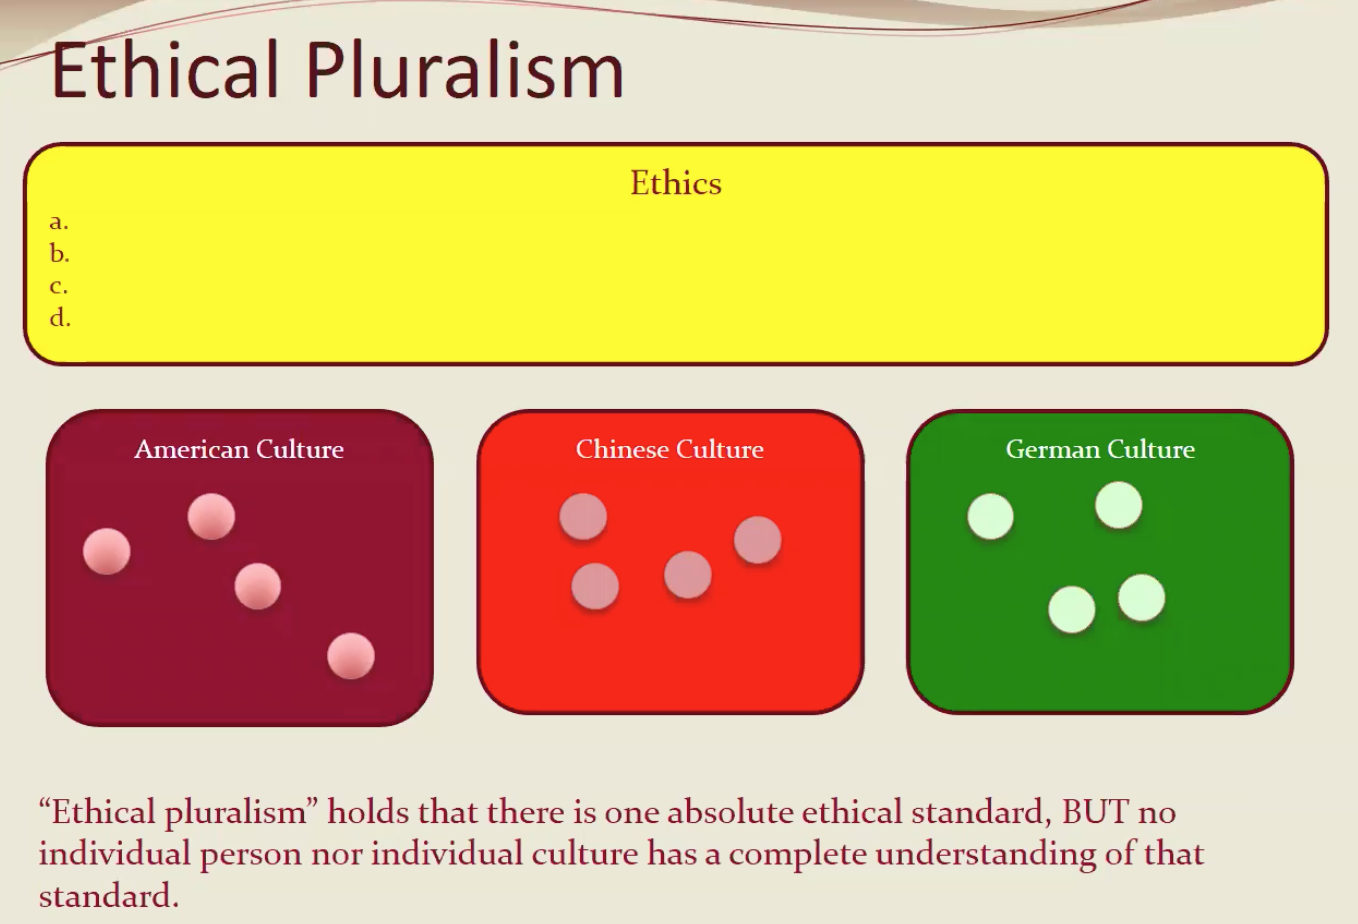 Ethical Pluralism
Ethics
a.
b.
c.
d.
American Culture
Chinese Culture
German Culture
“Ethical pluralism” holds that there is one absolute ethical standard, BUT no
individual person nor individual culture has a complete understanding of that
standard.